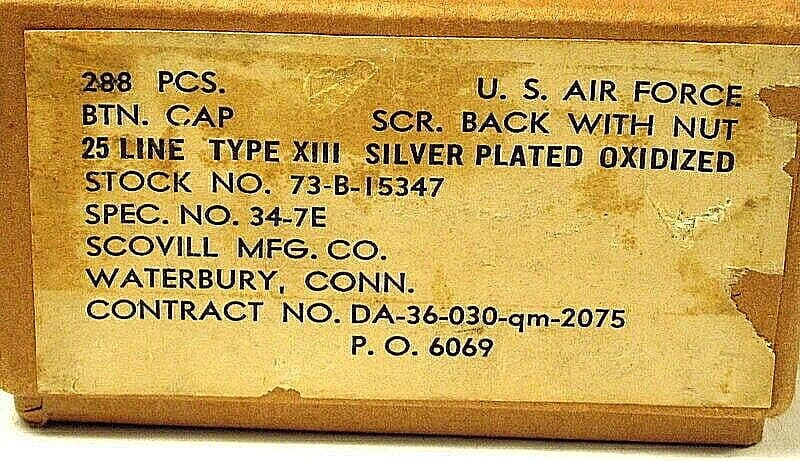 288 PCS. U. S. AIR FORCE
BTN. CAP SCR. BACK WITH NUT
25 LINE TYPE XIII SILVER PLATED OXIDIZED
STOCK NO. 73-B-15347
SPEC. NO. 34-7E
SCOVILL MFG. CO.
WATERBURY, CONN.
CONTRACT NO. DA-36-030-qm-2075
P. O. 6069